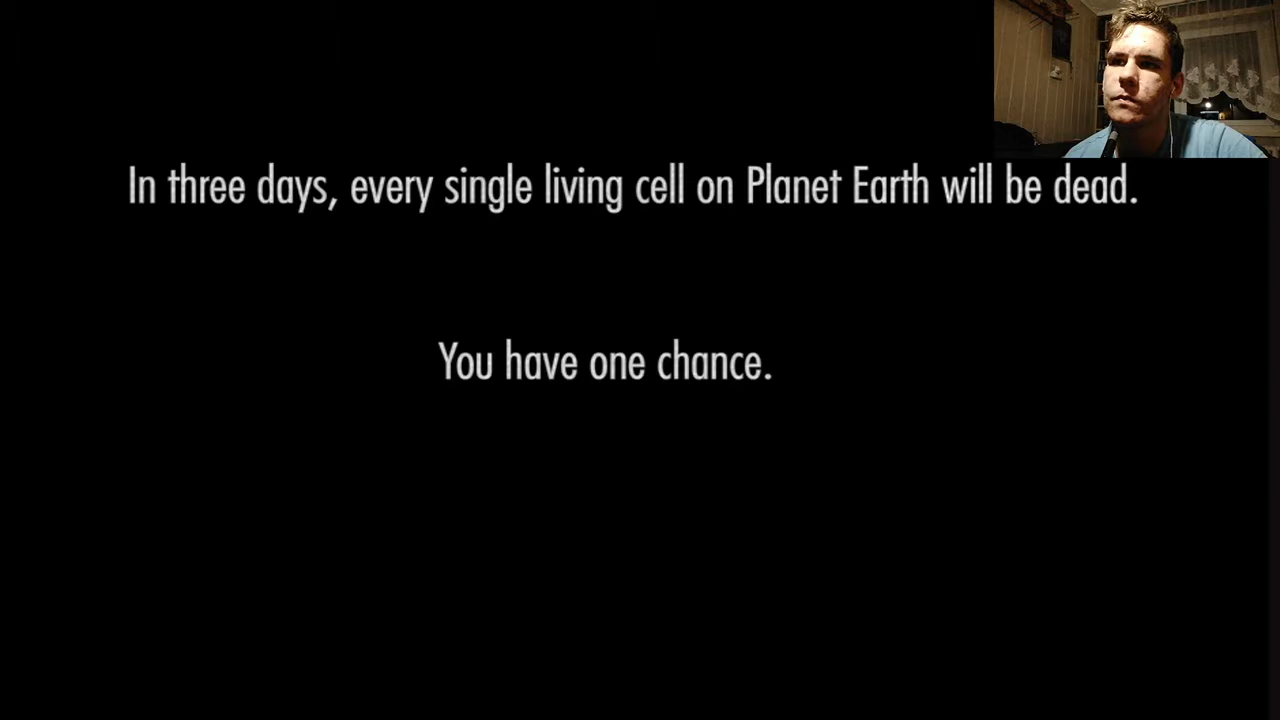 In three days, every single living cell on Planet Earth will be dead.
You have one chance.